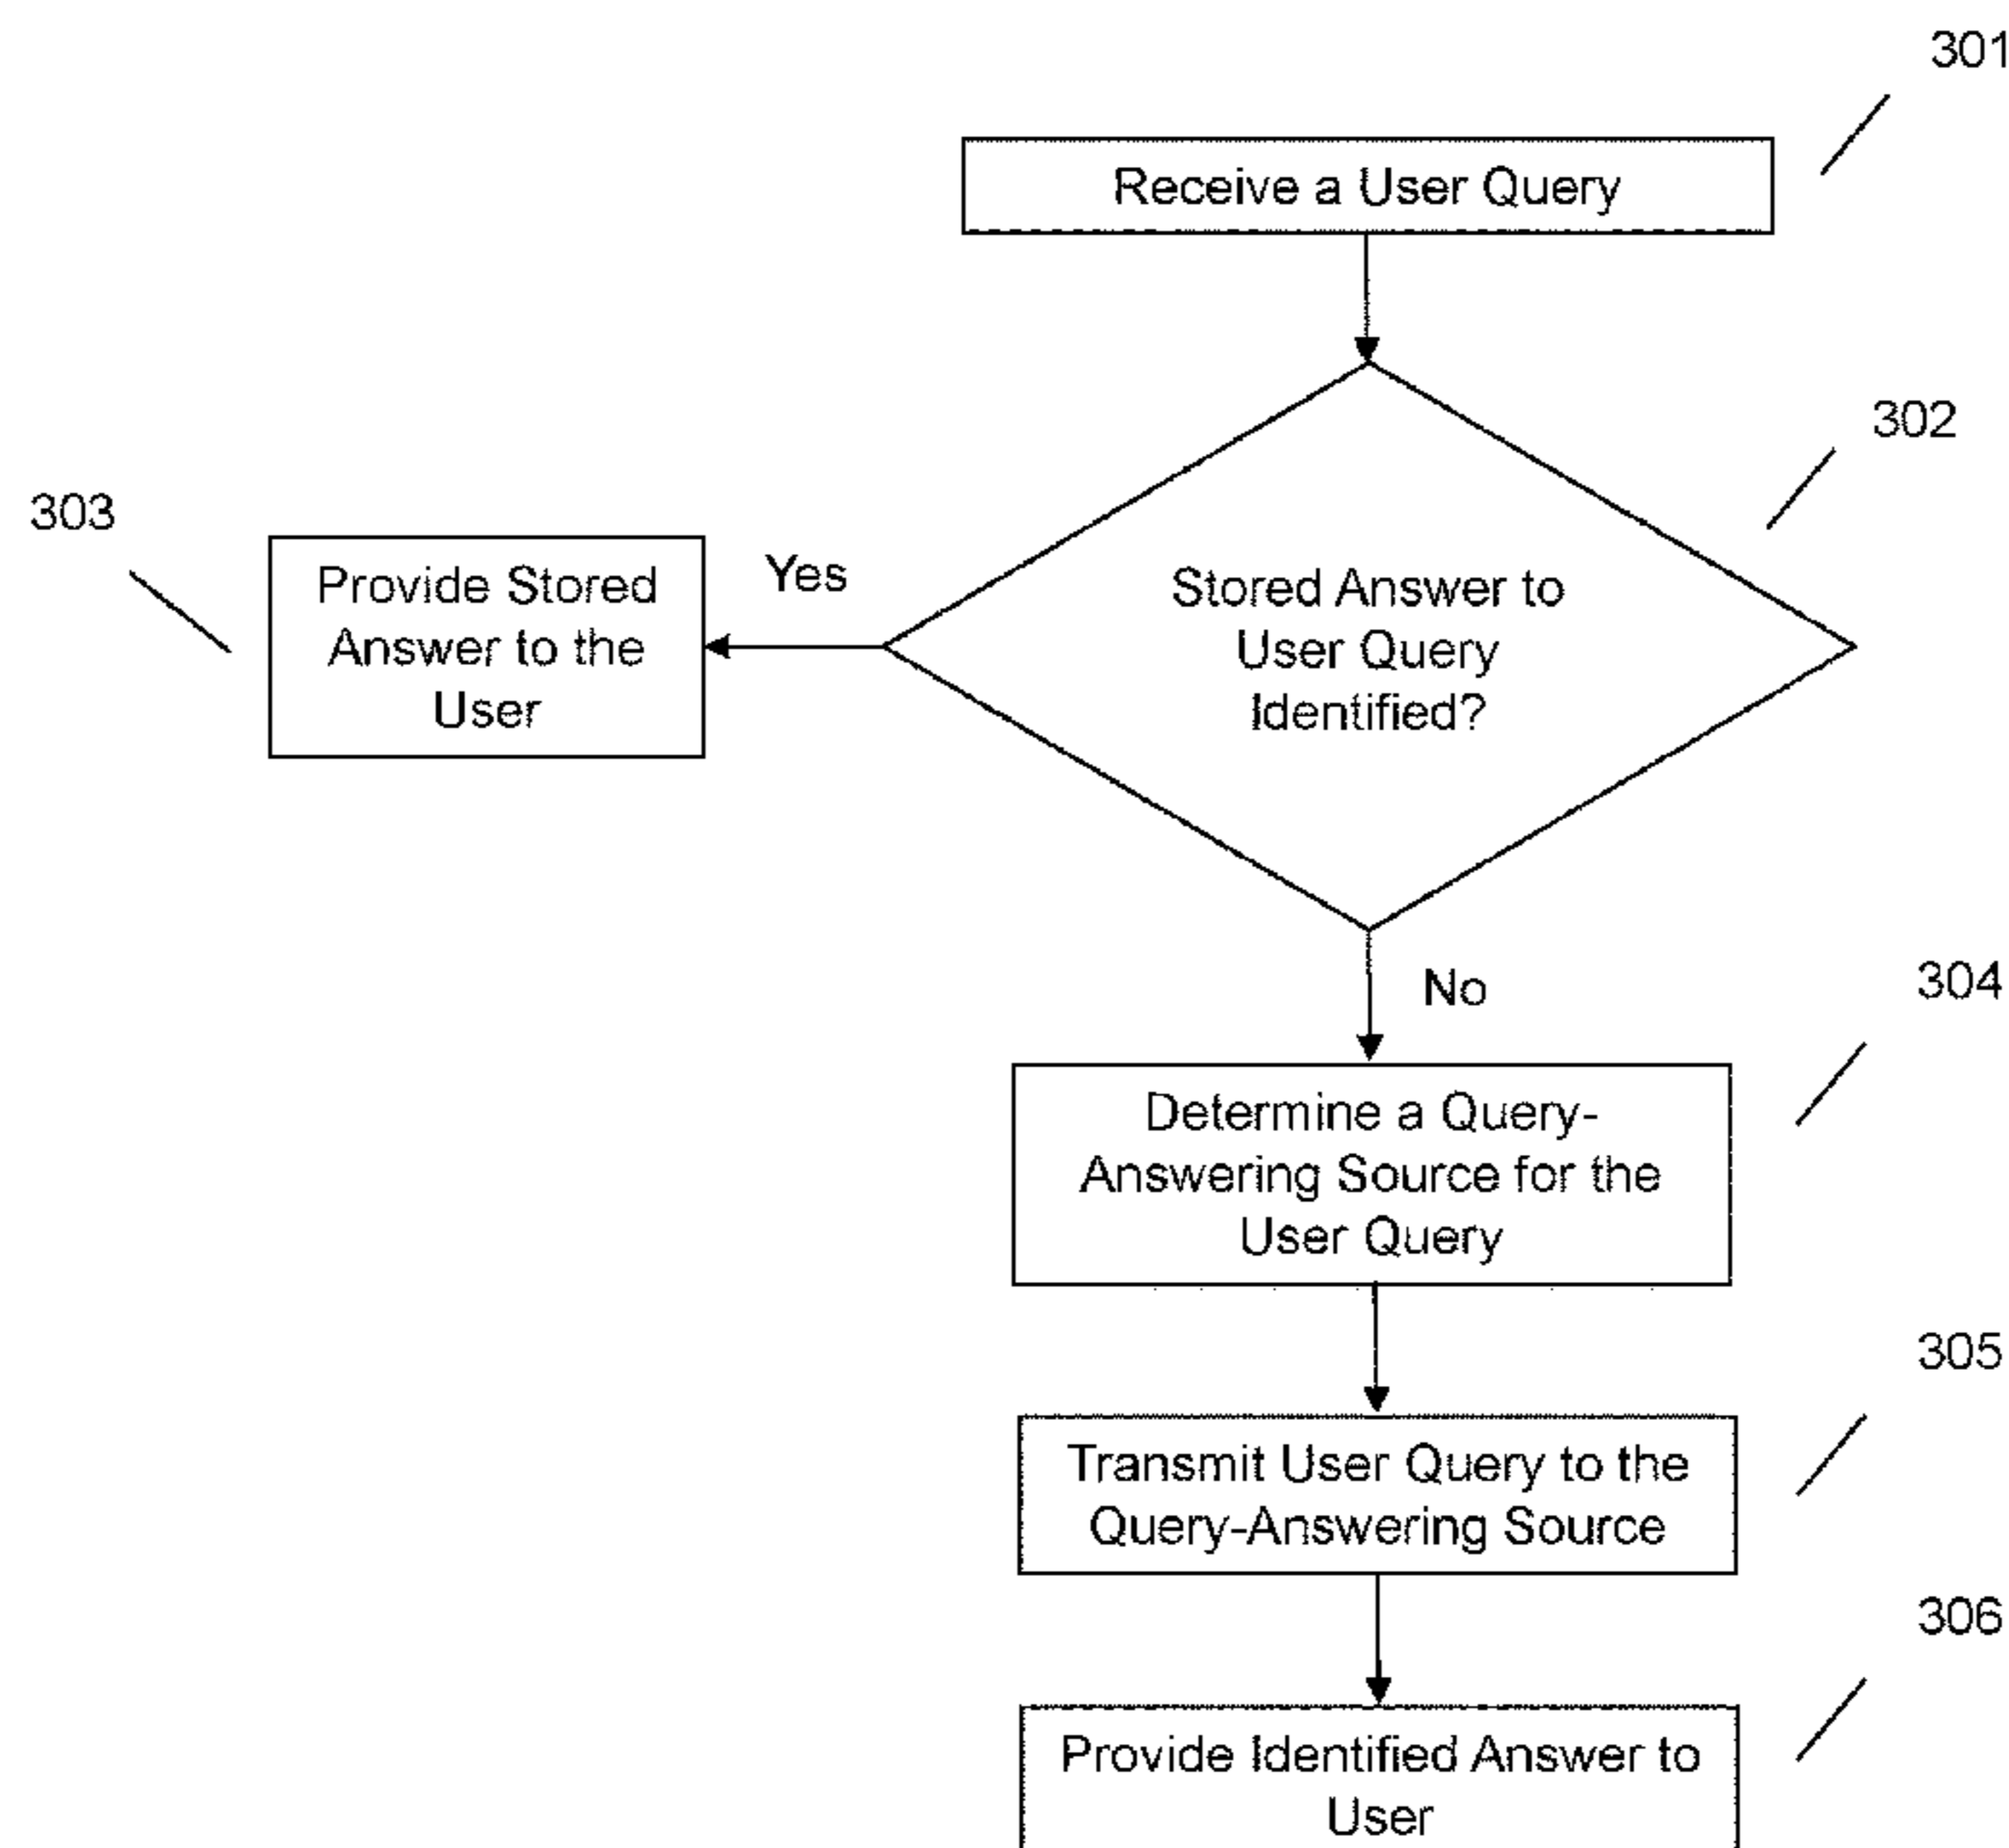 301
Receive a User Query
302
303
Provide Stored
Answer to the
User
Yes
Stored Answer to
User Query
Identified?
No
304
Determine a Query-
Answering Source for the
User Query
305
Transmit User Query to the
Query-Answering Source
306
Provide Identified Answer to
User